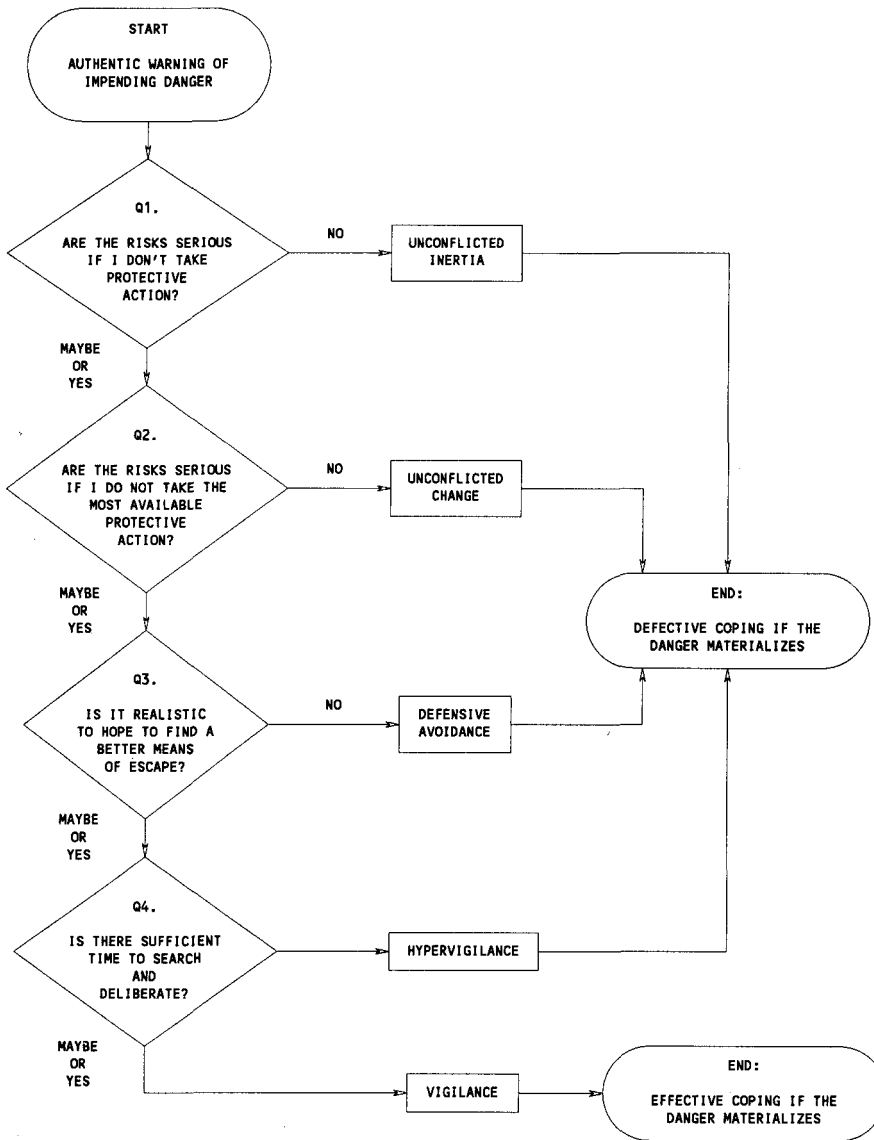 START
AUTHENTIC WARNING OF
IMPENDING DANGER
Q1.
ARE THE RISKS SERIOUS
IF I DON'T TAKE
PROTECTIVE
ACTION?
NO
UNCONFLICTED
INERTIA
MAYBE
OR
YES
Q2.
ARE THE RISKS SERIOUS
IF I DO NOT TAKE THE
MOST AVAILABLE
PROTECTIVE
ACTION?
NO
UNCONFLICTED
CHANGE
MAYBE
OR
YES
END:
DEFECTIVE COPING IF THE
DANGER MATERIALIZES
Q3.
IS IT REALISTIC
TO HOPE TO FIND A
BETTER MEANS
OF ESCAPE?
NO
DEFENSIVE
AVOIDANCE
MAYBE
OR
YES
Q4.
IS THERE SUFFICIENT
TIME TO SEARCH
AND
DELIBERATE?
HYPERVIGILANCE
MAYBE
OR
YES
VIGILANCE
END:
EFFECTIVE COPING IF THE
DANGER MATERIALIZES